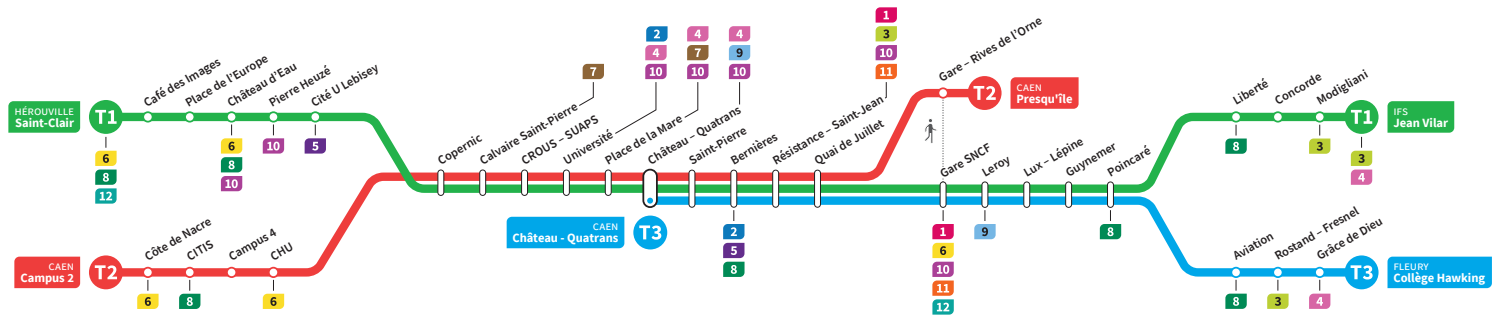 HÉROUVILLE
Saint-Clair
T1
6
8
12
Café des Images
Place de l'Europe
Château d'Eau
6
8
10
Pierre Heuzé
10
Cité U Lebisey
5
CAEN
Campus 2
T2
Côte de Nacre
6
CITIS
8
Campus 4
CHU
6
Copernic
Calvaire Saint-Pierre
7
CROUS – SUAPS
Université
2
4
10
Place de la Mare
4
7
10
Château – Quatrans
4
9
10
CAEN
Château - Quatrans
T3
Saint-Pierre
Bernières
2
5
8
Résistance – Saint-Jean
1
3
10
11
Quai de Juillet
Gare – Rives de l'Orne
T2
CAEN
Presqu'île
Gare SNCF
1
6
10
11
12
Leroy
9
Lux – Lépine
Guynemer
Poincaré
8
Liberté
8
Concorde
Modigliani
3
T1
3
4
IFS
Jean Vilar
Aviation
8
Rostand – Fresnel
3
Grâce de Dieu
4
T3
FLEURY
Collège Hawking